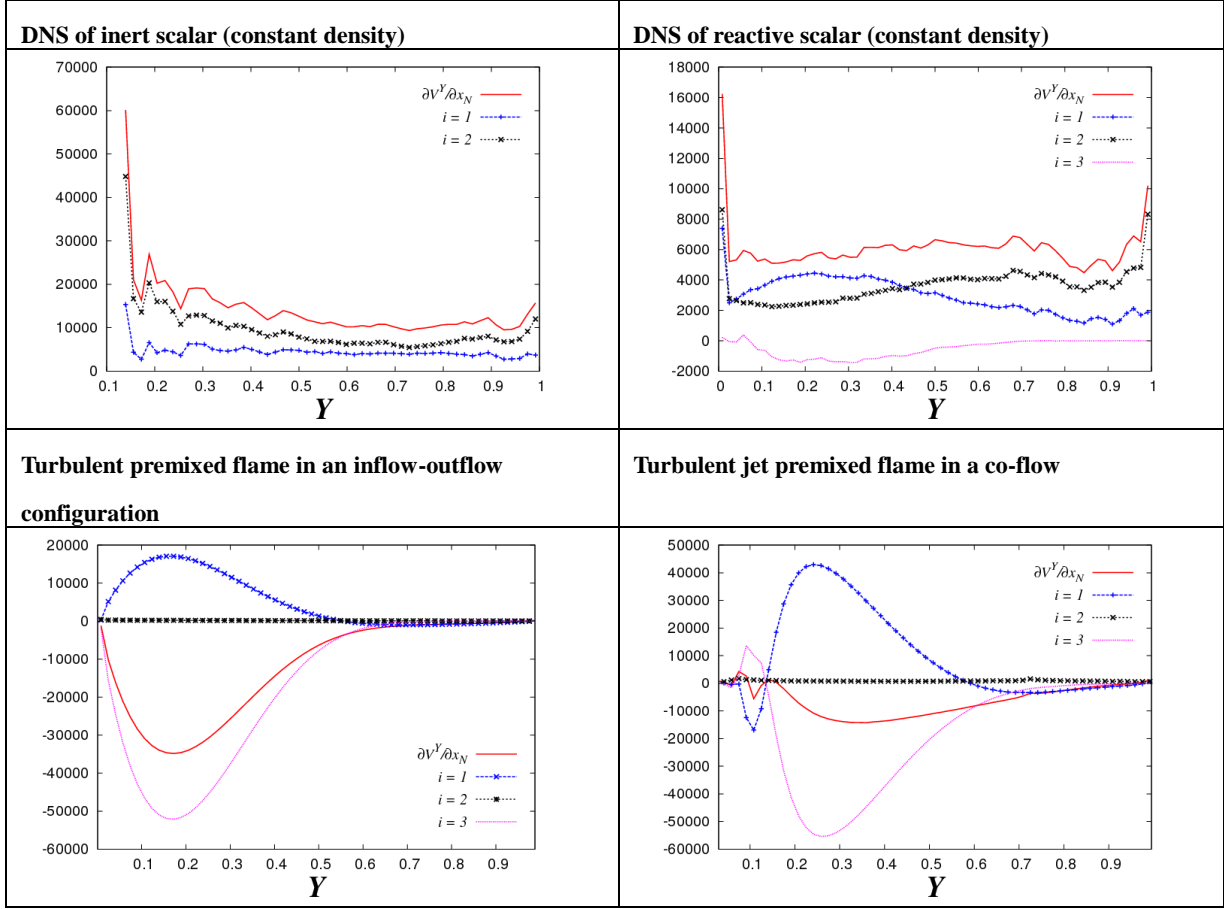 DNS of inert scalar (constant density)
DNS of reactive scalar (constant density)
70000
60000
50000
40000
30000
20000
10000
0
0.1 0.2 0.3 0.4 0.5 0.6 0.7 0.8 0.9 1
Y
∂V^Y/∂x_N
i = 1
i = 2
18000
16000
14000
12000
10000
8000
6000
4000
2000
0
-2000
0 0.1 0.2 0.3 0.4 0.5 0.6 0.7 0.8 0.9 1
Y
∂V^Y/∂x_N
i = 1
i = 2
i = 3
Turbulent premixed flame in an inflow-outflow
configuration
Turbulent jet premixed flame in a co-flow
20000
10000
0
-10000
-20000
-30000
-40000
-50000
-60000
0.1 0.2 0.3 0.4 0.5 0.6 0.7 0.8 0.9
Y
∂V^Y/∂x_N
i = 1
i = 2
i = 3
50000
40000
30000
20000
10000
0
-10000
-20000
-30000
-40000
-50000
-60000
0.1 0.2 0.3 0.4 0.5 0.6 0.7 0.8 0.9
Y
∂V^Y/∂x_N
i = 1
i = 2
i = 3